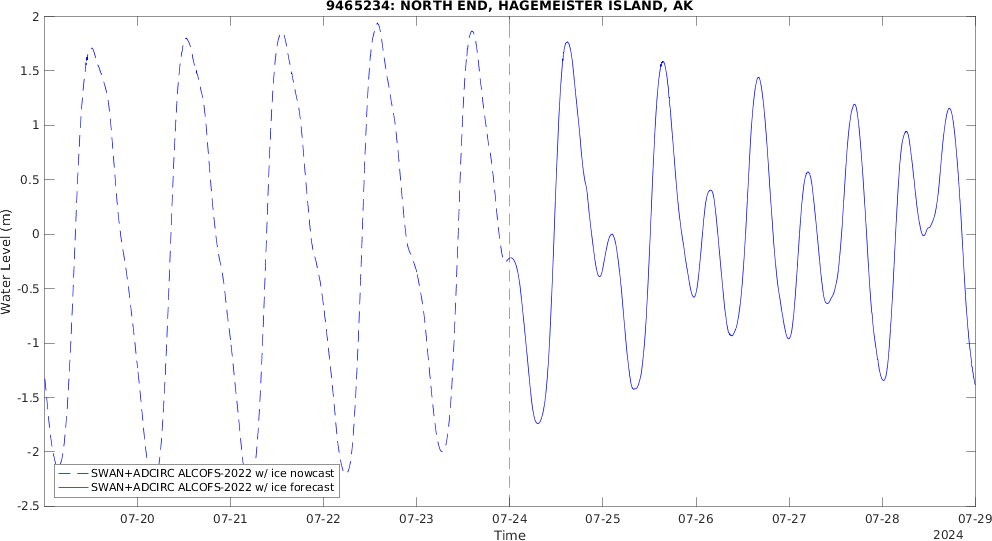 9465234: NORTH END, HAGEMEISTER ISLAND, AK
2
1.5
1
0.5
0
-0.5
-1
-1.5
-2
-2.5
Water Level (m)
SWAN+ADCIRC ALCOFS-2022 w/ ice nowcast
SWAN+ADCIRC ALCOFS-2022 w/ ice forecast
07-20 07-21 07-22 07-23 07-24 07-25 07-26 07-27 07-28 07-29
Time
2024